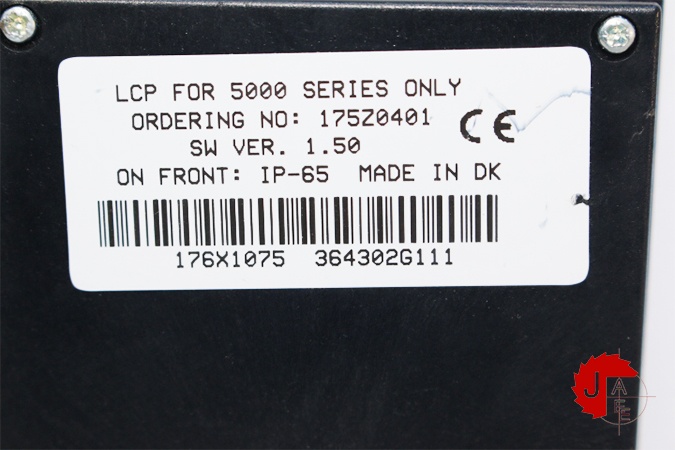 LCP FOR 5000 SERIES ONLY
ORDERING NO: 175Z0401
CE
SW VER. 1.50
ON FRONT: IP-65 MADE IN DK
176X1075 364302G111
J
A